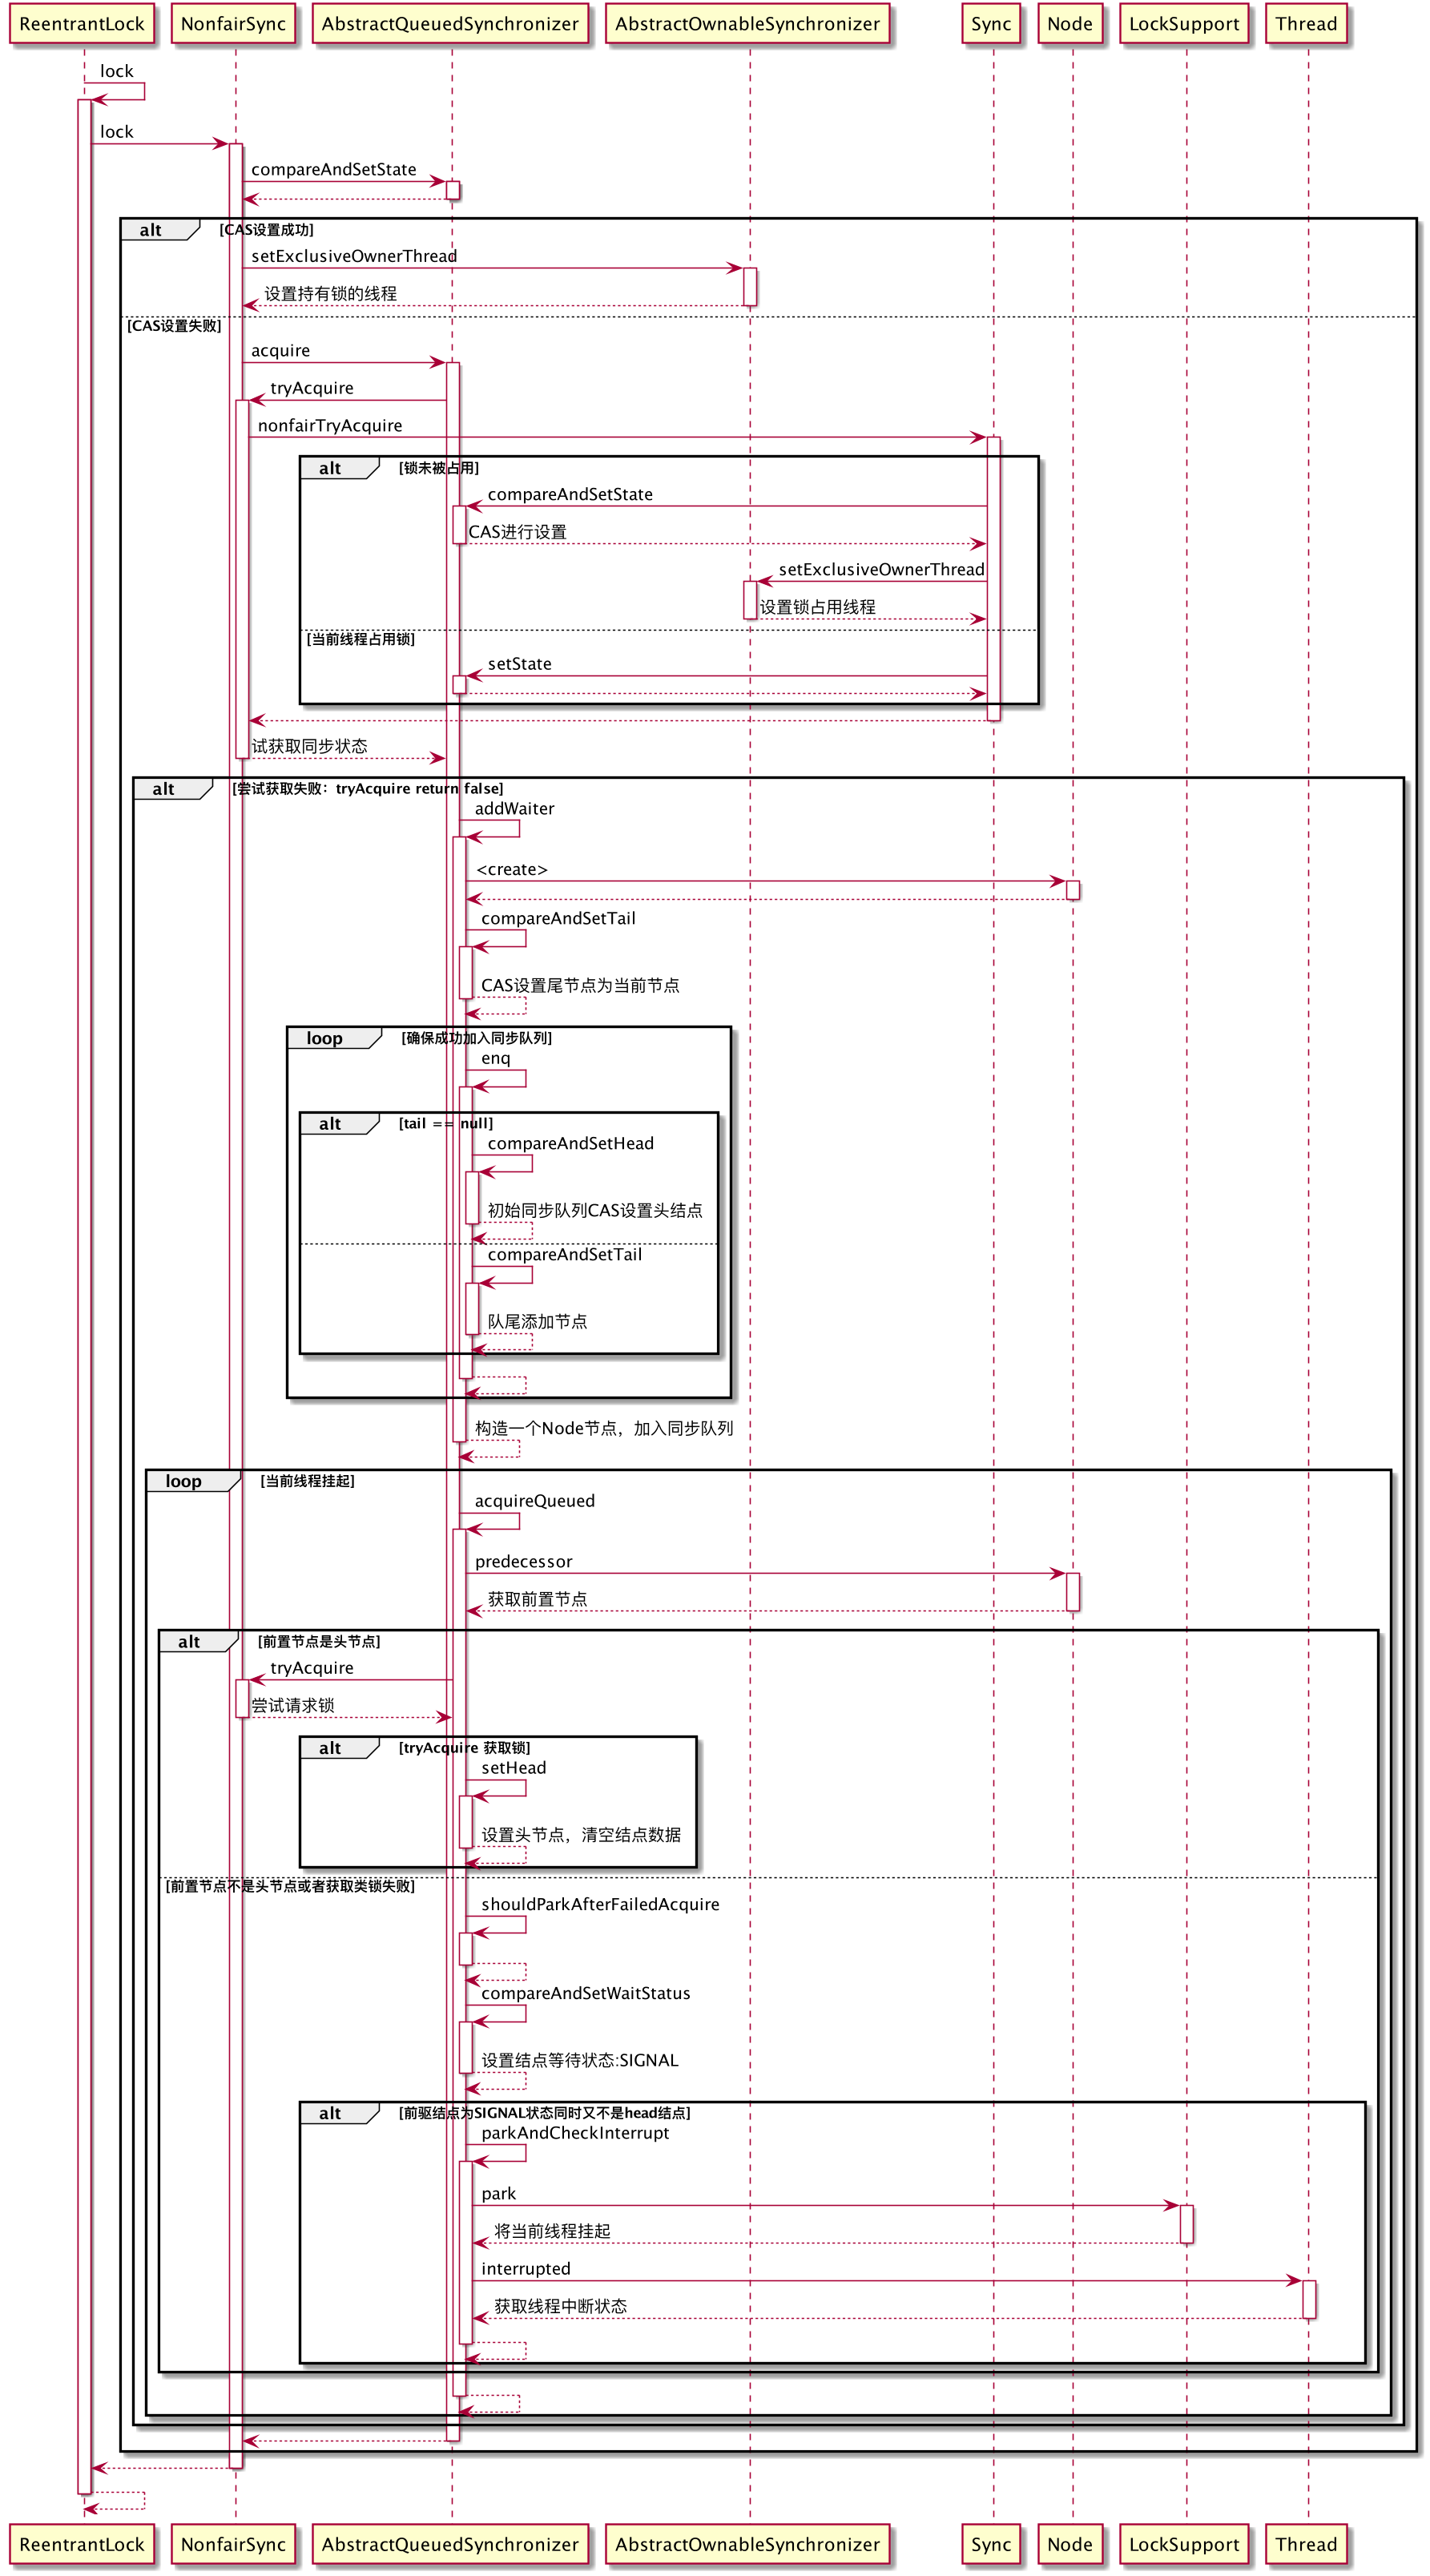 ReentrantLock
NonfairSync
AbstractQueuedSynchronizer
AbstractOwnableSynchronizer
Sync
Node
LockSupport
Thread
lock
lock
compareAndSetState
alt
[CAS设置成功]
setExclusiveOwnerThread
设置持有锁的线程
[CAS设置失败]
acquire
tryAcquire
nonfairTryAcquire
alt
[锁未被占用]
compareAndSetState
CAS进行设置
setExclusiveOwnerThread
设置锁占用线程
[当前线程占用锁]
setState
试获取同步状态
alt
[尝试获取失败：tryAcquire return false]
addWaiter
<create>
compareAndSetTail
CAS设置尾节点为当前节点
loop
[确保成功加入同步队列]
enq
alt
[tail == null]
compareAndSetHead
初始同步队列CAS设置头结点
compareAndSetTail
队尾添加节点
构造一个Node节点，加入同步队列
loop
[当前线程挂起]
acquireQueued
predecessor
获取前置节点
alt
[前置节点是头节点]
tryAcquire
尝试请求锁
alt
[tryAcquire 获取锁]
setHead
设置头节点，清空结点数据
[前置节点不是头节点或者获取类锁失败]
shouldParkAfterFailedAcquire
compareAndSetWaitStatus
设置结点等待状态:SIGNAL
alt
[前驱结点为SIGNAL状态同时又不是head结点]
parkAndCheckInterrupt
park
将当前线程挂起
interrupted
获取线程中断状态
ReentrantLock
NonfairSync
AbstractQueuedSynchronizer
AbstractOwnableSynchronizer
Sync
Node
LockSupport
Thread